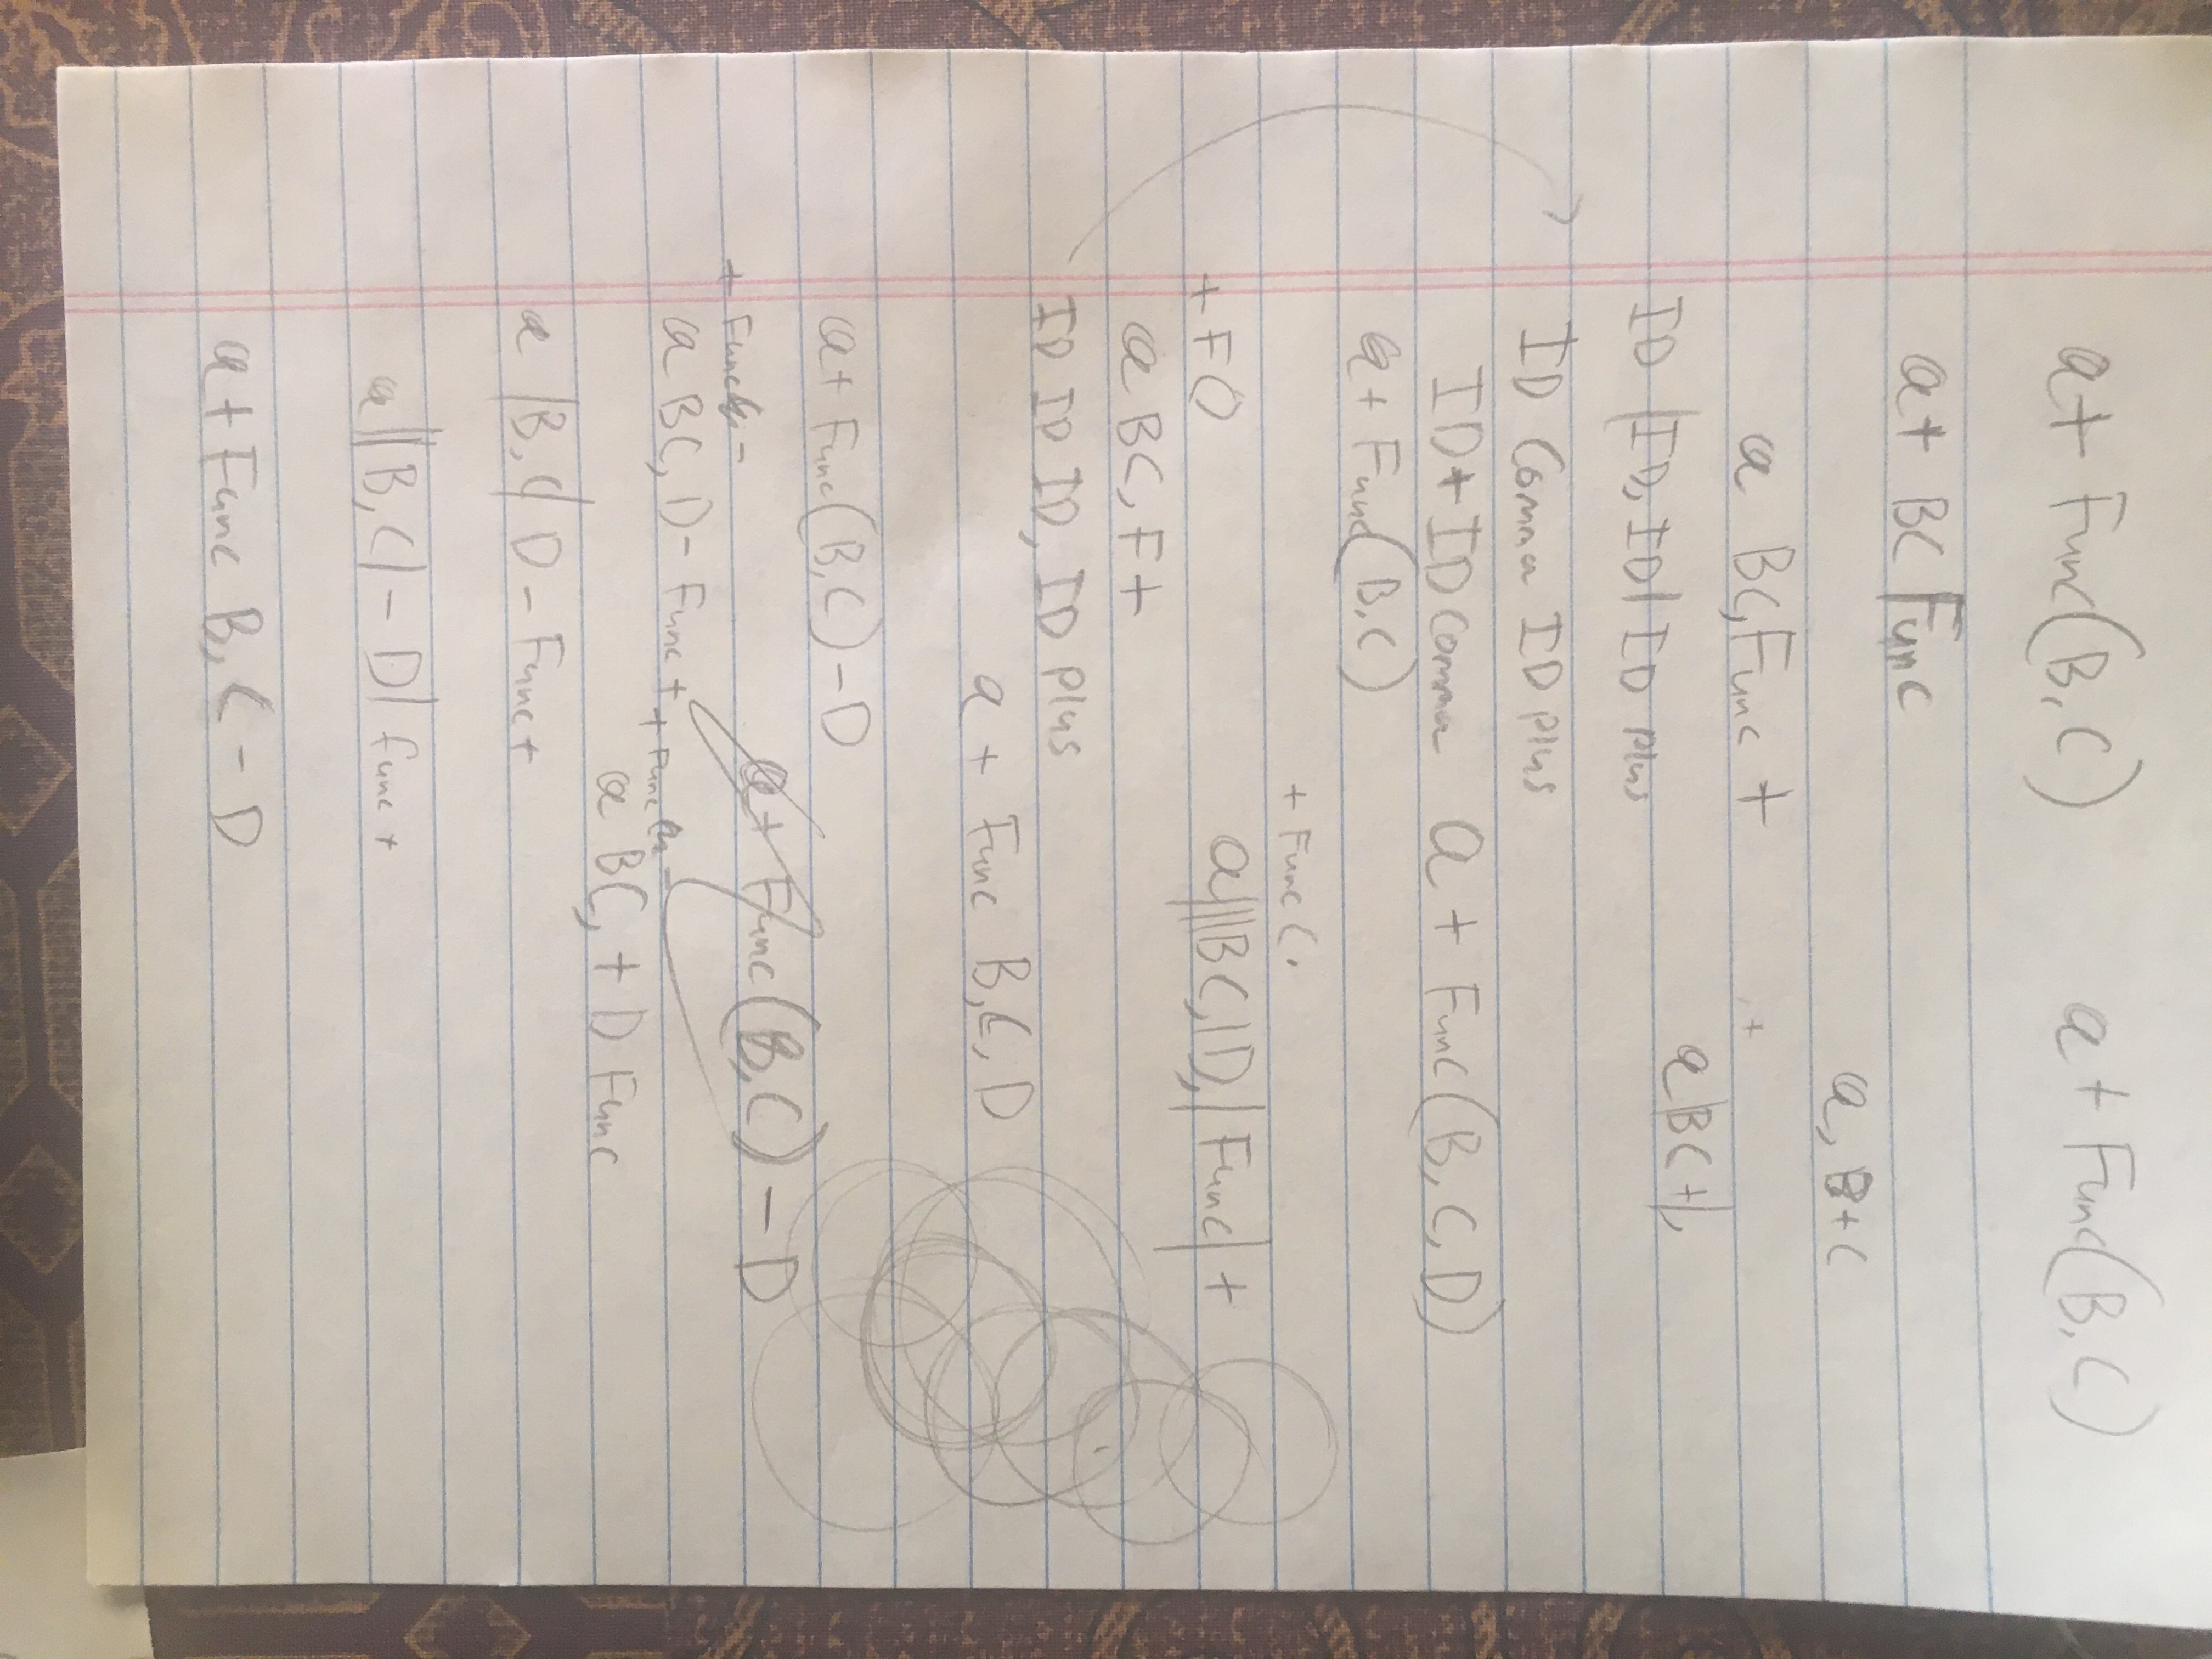 a + Func(B,C) a + Func(B,C)
a + BC Func
a, B+C
a BC, Func + , +
a|BC+|,
ID |ID, ID| ID plus
ID Comma ID plus
ID + ID Comma a + Func(B,C,D)
a + Func(B,C)
+ Func(,
+ F() a|||BC,|D,|Func| +
a BC, F +
ID ID ID, ID plus
a + Func B,C,D
a + Func(B,C) - D
a + Func(B,C) - D
+ Func -
a BC, D - Func +
+ Func
a BC, + D Func
a |B,C| D - Func +
a||B,C| - D| func +
a + Func B, C - D